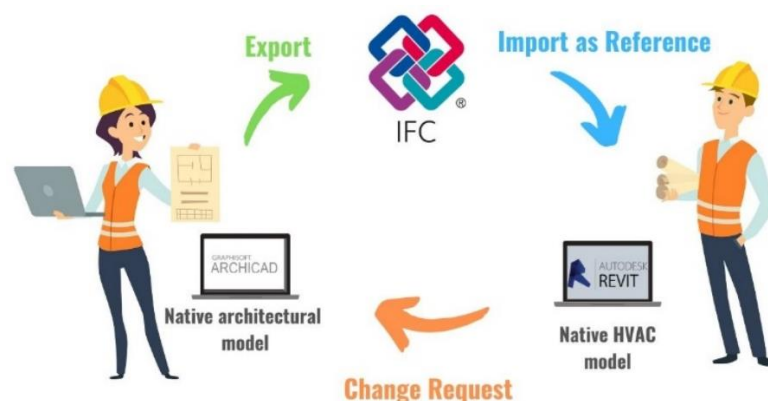 Export
Import as Reference
®
IFC
GRAPHISOFT
ARCHICAD
AUTODESK
REVIT
Native architectural
model
Native HVAC
model
Change Request